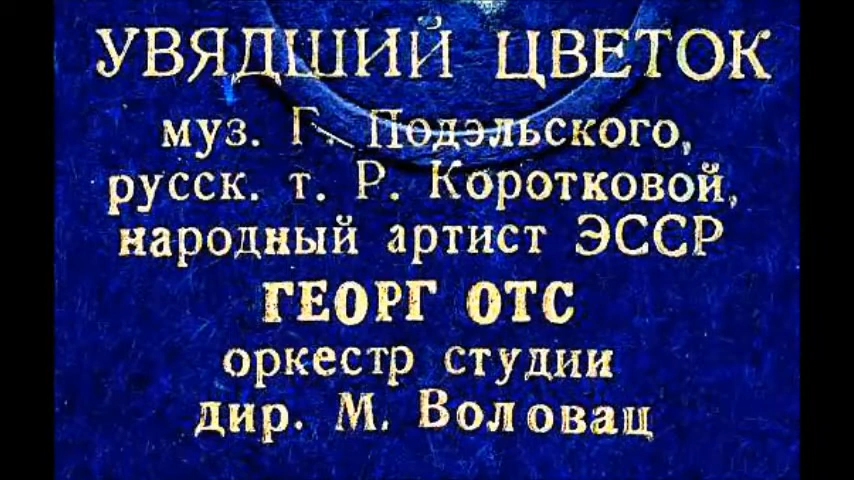 УВЯДШИЙ ЦВЕТОК
муз. Г. Подэльского,
русск. т. Р. Коротковой,
народный артист ЭССР
ГЕОРГ ОТС
оркестр студии
дир. М. Воловац